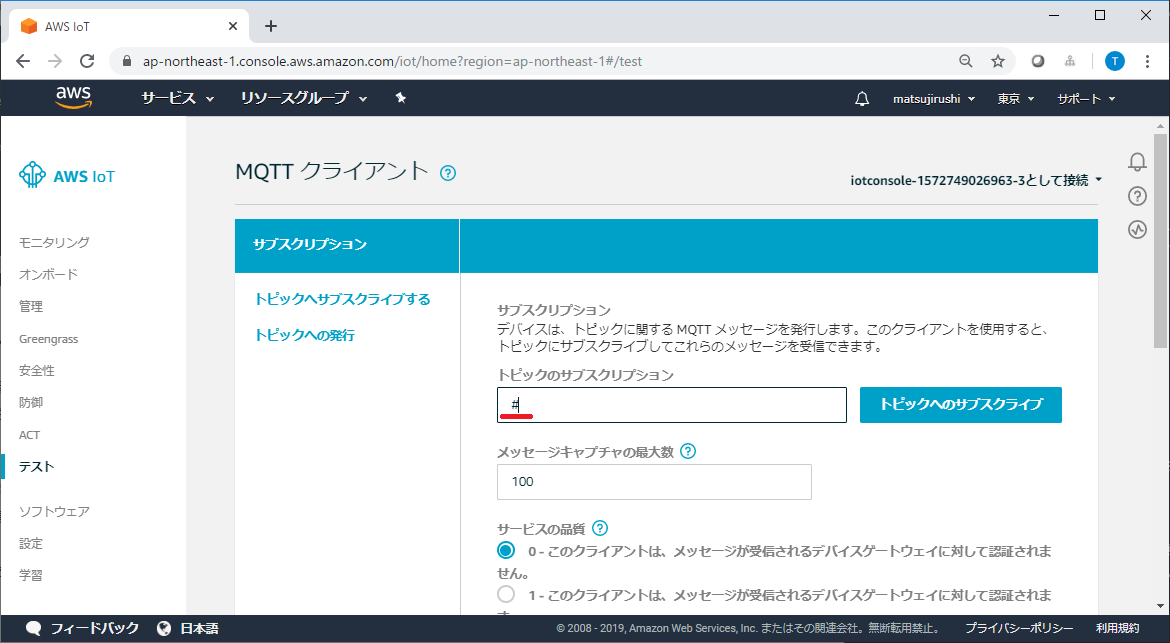 AWS IoT
ap-northeast-1.console.aws.amazon.com/iot/home?region=ap-northeast-1#/test
T
aws サービス リソースグループ matsujirushi 東京 サポート
AWS IoT
モニタリング
オンボード
管理
Greengrass
安全性
防御
ACT
テスト
ソフトウェア
設定
学習
MQTT クライアント
iotconsole-1572749026963-3として接続
サブスクリプション
トピックへサブスクライブする
トピックへの発行
サブスクリプション
デバイスは、トピックに関する MQTT メッセージを発行します。このクライアントを使用すると、
トピックにサブスクライブしてこれらのメッセージを受信できます。
トピックのサブスクリプション
#
トピックへのサブスクライブ
メッセージキャプチャの最大数
100
サービスの品質
0 - このクライアントは、メッセージが受信されるデバイスゲートウェイに対して認証されま
せん。
1 - このクライアントは、メッセージが受信されるデバイスゲートウェイに対して認証されま
フィードバック 日本語 © 2008 - 2019, Amazon Web Services, Inc. またはその関連会社。無断転用禁止。 プライバシーポリシー 利用規約